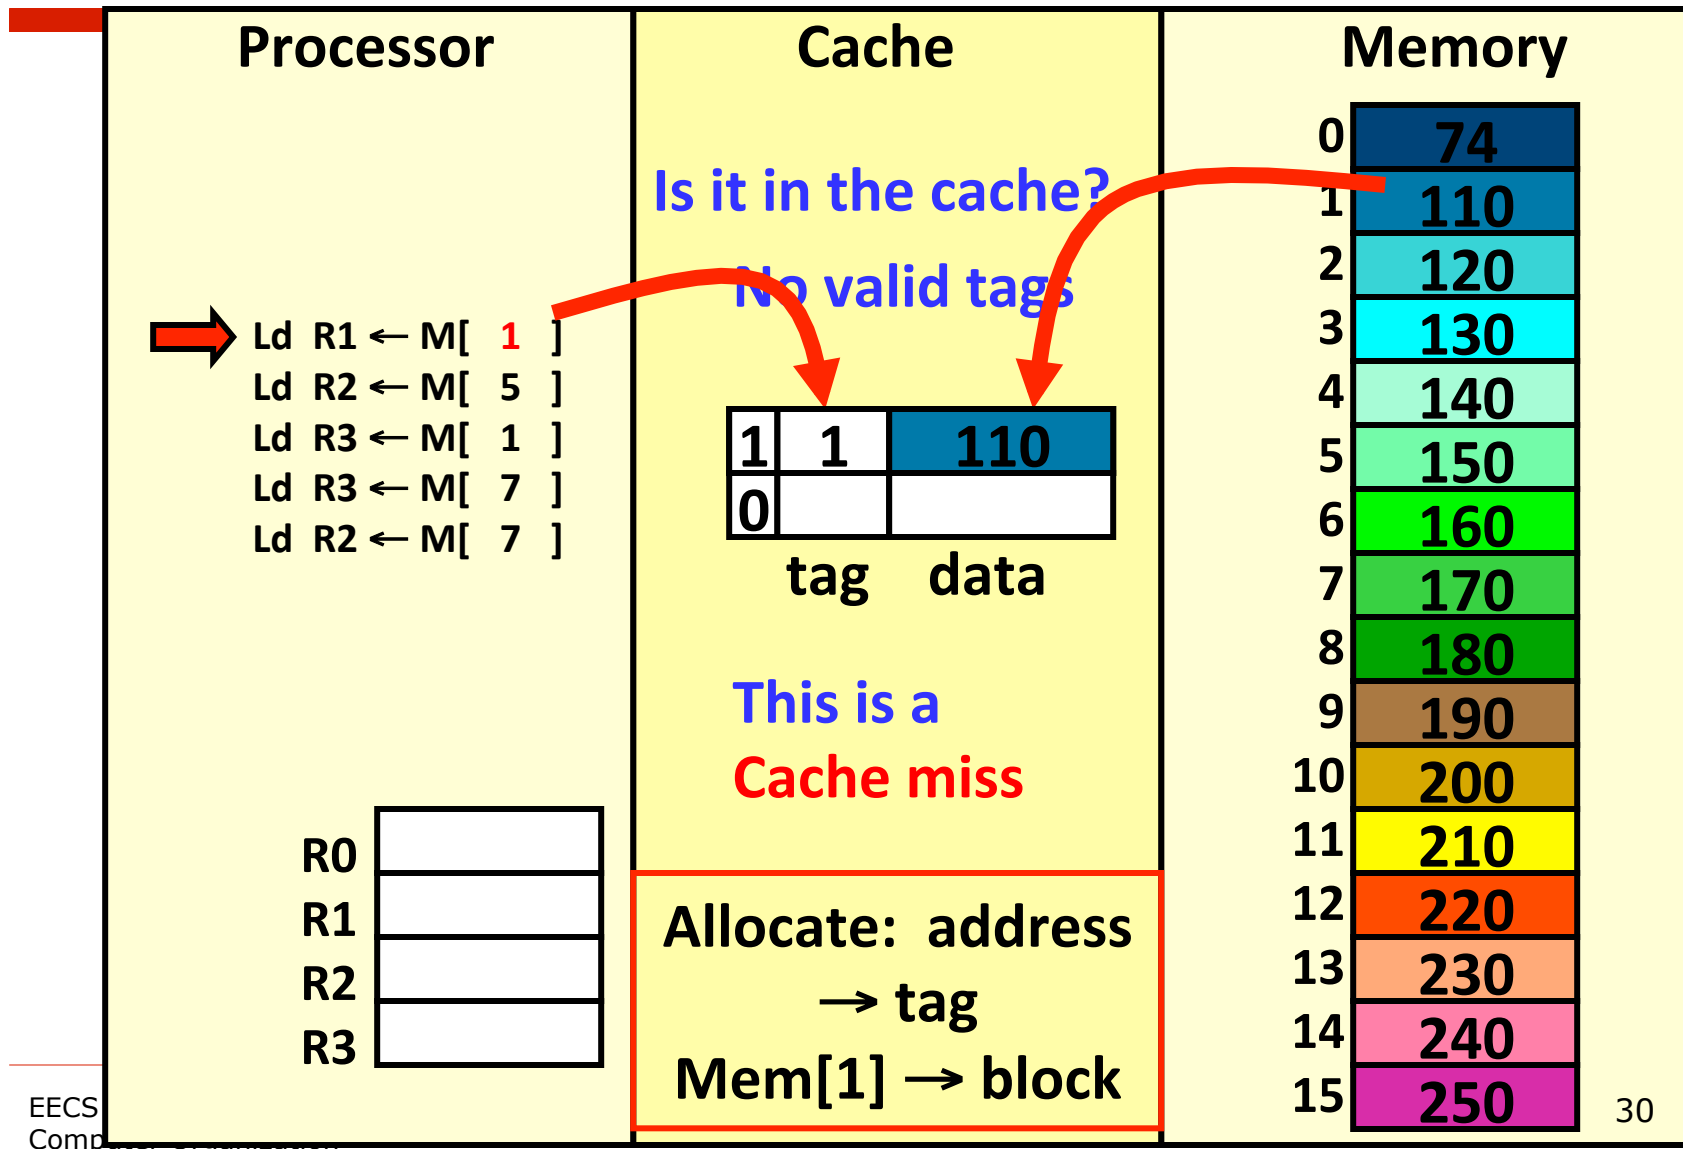 Processor
Cache
Memory
Is it in the cache?
No valid tags
Ld R1 ← M[ 1 ]
Ld R2 ← M[ 5 ]
Ld R3 ← M[ 1 ]
Ld R3 ← M[ 7 ]
Ld R2 ← M[ 7 ]
1 1 110
0
tag data
This is a
Cache miss
R0
R1
R2
R3
Allocate: address
→ tag
Mem[1] → block
0 74
1 110
2 120
3 130
4 140
5 150
6 160
7 170
8 180
9 190
10 200
11 210
12 220
13 230
14 240
15 250
EECS
30